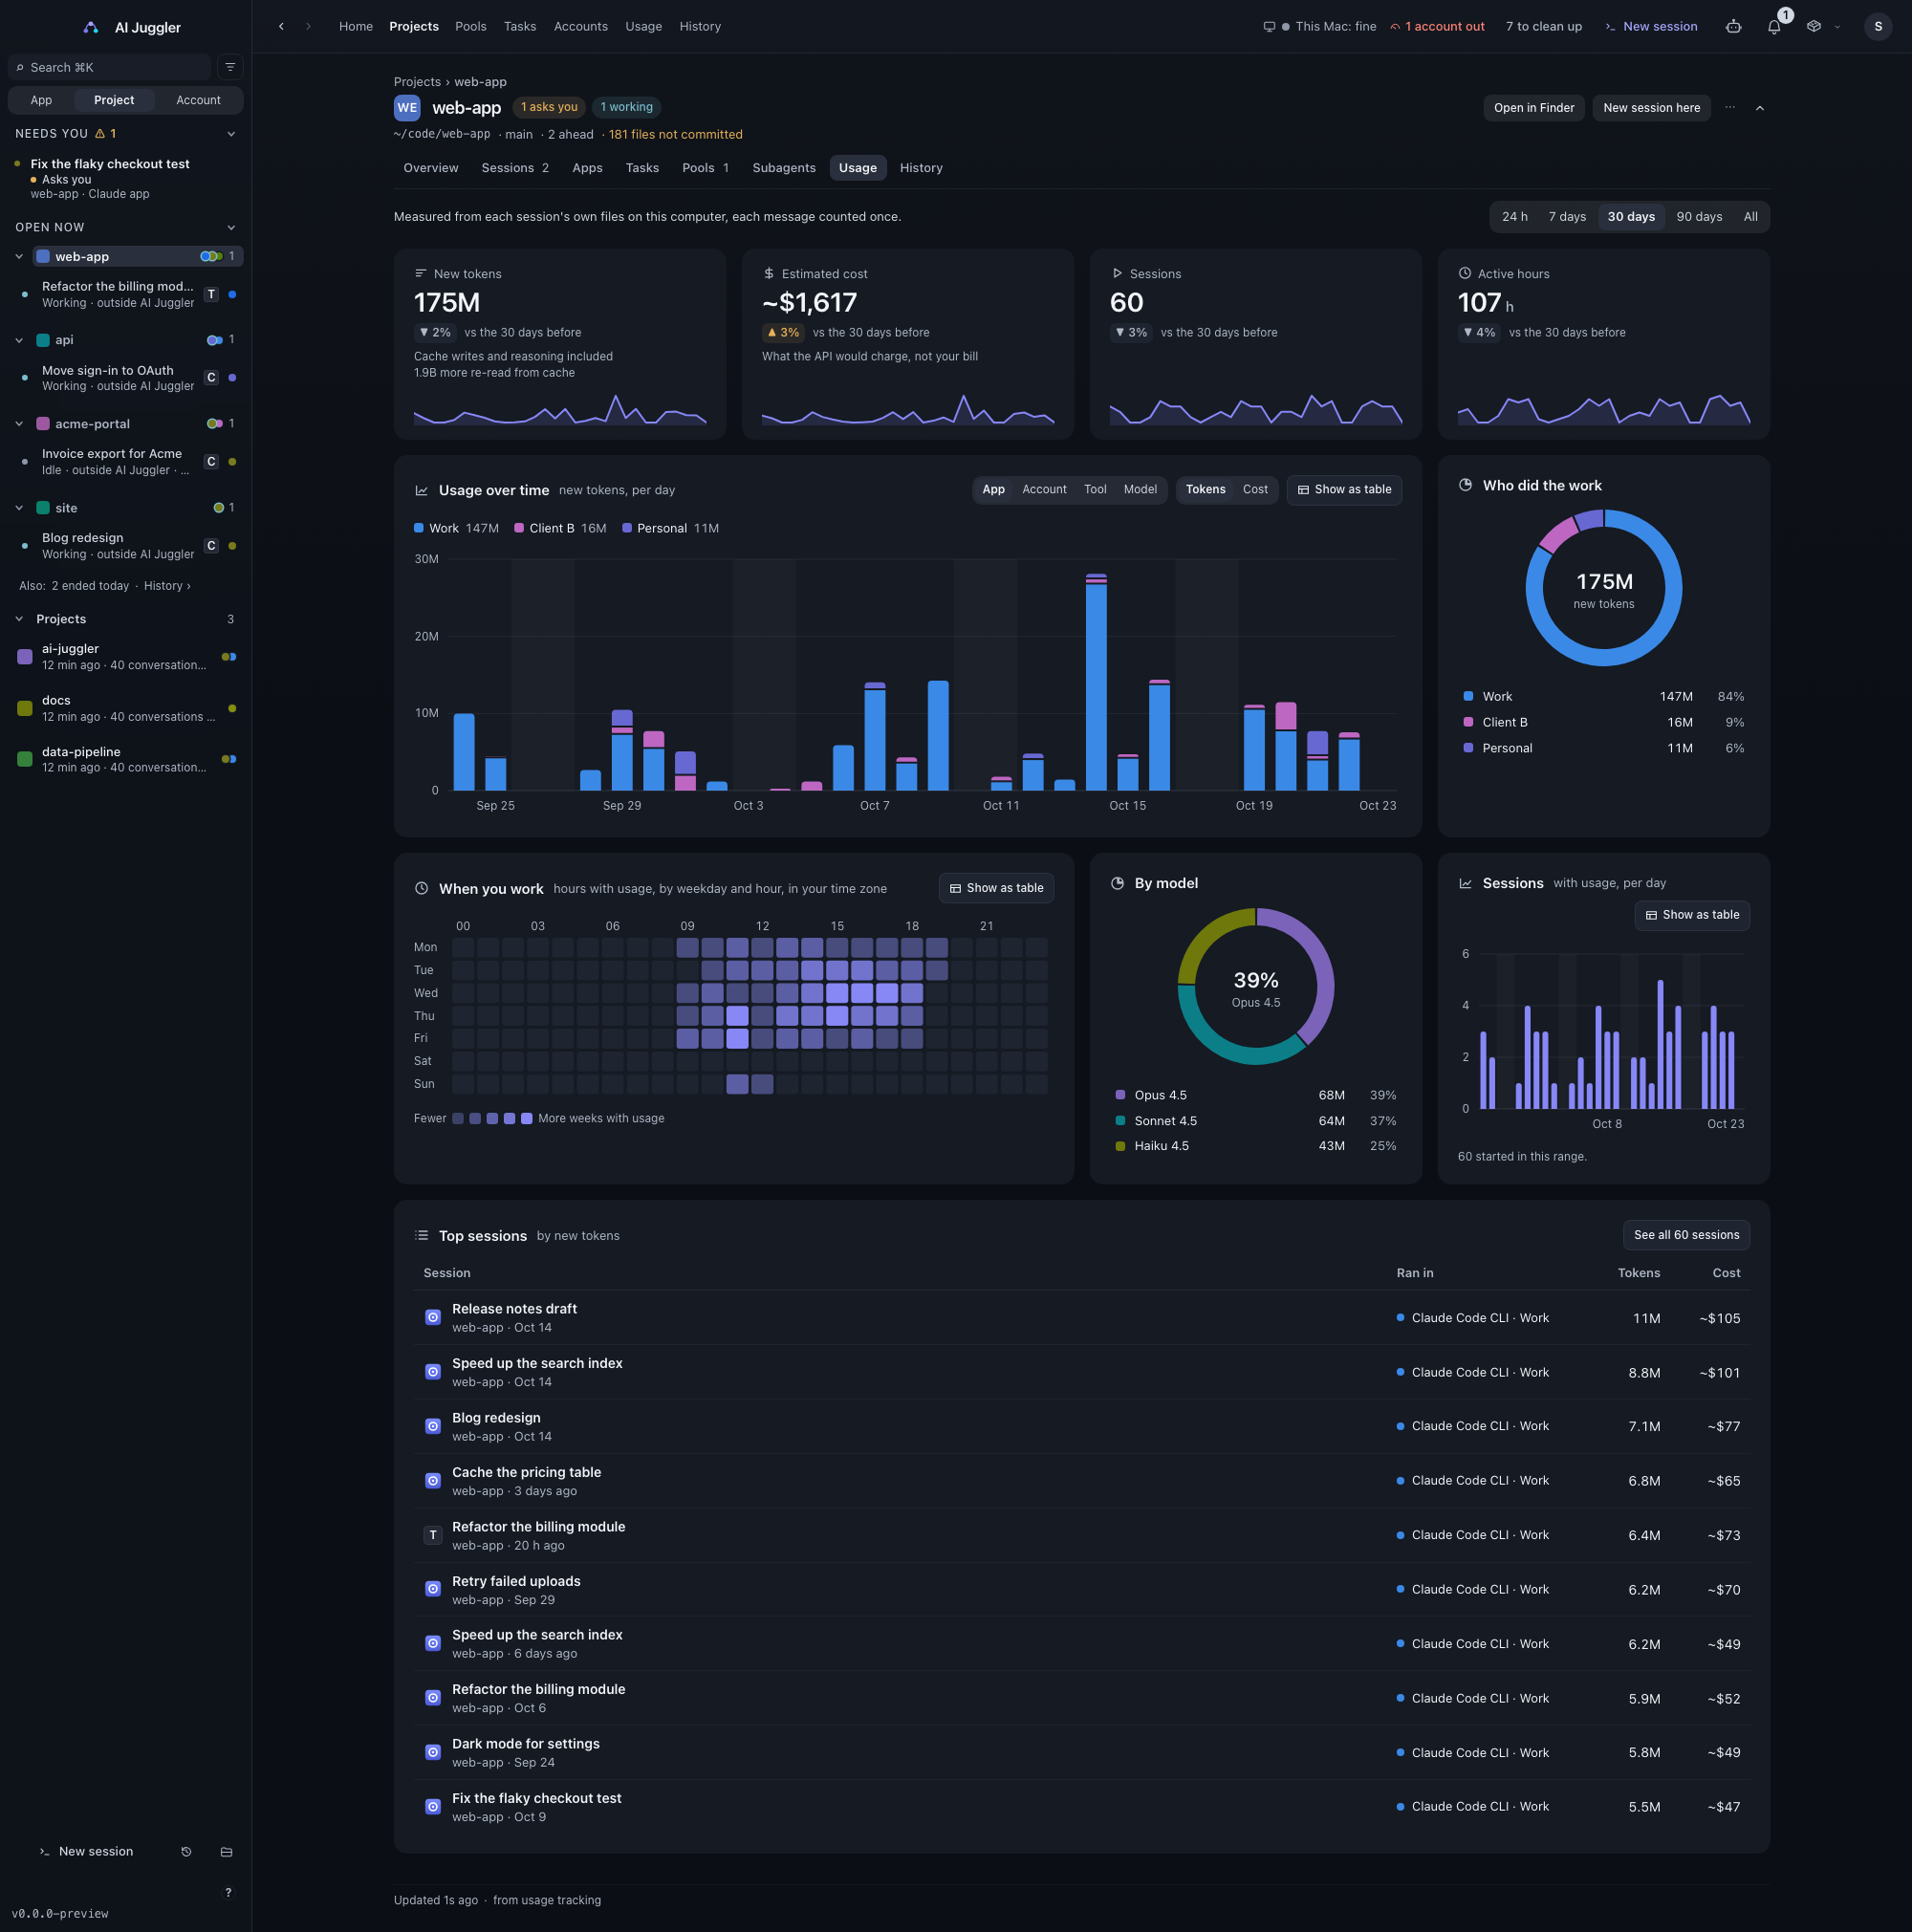 AI Juggler
Search ⌘K
App Project Account
NEEDS YOU 1
Fix the flaky checkout test
Asks you
web-app · Claude app
OPEN NOW
web-app 1
Refactor the billing mod... T
Working · outside AI Juggler
api 1
Move sign-in to OAuth C
Working · outside AI Juggler
acme-portal 1
Invoice export for Acme C
Idle · outside AI Juggler · ...
site 1
Blog redesign C
Working · outside AI Juggler
Also: 2 ended today · History ›
Projects 3
ai-juggler
12 min ago · 40 conversation...
docs
12 min ago · 40 conversations ...
data-pipeline
12 min ago · 40 conversation...
New session
?
v0.0.0-preview
‹ › Home Projects Pools Tasks Accounts Usage History
This Mac: fine 1 account out 7 to clean up New session 1 S
Projects › web-app
WE web-app 1 asks you 1 working
Open in Finder New session here ...
~/code/web-app · main · 2 ahead · 181 files not committed
Overview Sessions 2 Apps Tasks Pools 1 Subagents Usage History
Measured from each session's own files on this computer, each message counted once.
24 h 7 days 30 days 90 days All
New tokens
175M
▼ 2% vs the 30 days before
Cache writes and reasoning included
1.9B more re-read from cache
$ Estimated cost
~$1,617
▲ 3% vs the 30 days before
What the API would charge, not your bill
Sessions
60
▼ 3% vs the 30 days before
Active hours
107 h
▼ 4% vs the 30 days before
Usage over time new tokens, per day
App Account Tool Model Tokens Cost Show as table
Work 147M Client B 16M Personal 11M
30M
20M
10M
0
Sep 25 Sep 29 Oct 3 Oct 7 Oct 11 Oct 15 Oct 19 Oct 23
Who did the work
175M
new tokens
Work 147M 84%
Client B 16M 9%
Personal 11M 6%
When you work hours with usage, by weekday and hour, in your time zone
Show as table
00 03 06 09 12 15 18 21
Mon
Tue
Wed
Thu
Fri
Sat
Sun
Fewer More weeks with usage
By model
39%
Opus 4.5
Opus 4.5 68M 39%
Sonnet 4.5 64M 37%
Haiku 4.5 43M 25%
Sessions with usage, per day
Show as table
6
4
2
0
Oct 8 Oct 23
60 started in this range.
Top sessions by new tokens
See all 60 sessions
Session Ran in Tokens Cost
Release notes draft
web-app · Oct 14
Claude Code CLI · Work 11M ~$105
Speed up the search index
web-app · Oct 14
Claude Code CLI · Work 8.8M ~$101
Blog redesign
web-app · Oct 14
Claude Code CLI · Work 7.1M ~$77
Cache the pricing table
web-app · 3 days ago
Claude Code CLI · Work 6.8M ~$65
T Refactor the billing module
web-app · 20 h ago
Claude Code CLI · Work 6.4M ~$73
Retry failed uploads
web-app · Sep 29
Claude Code CLI · Work 6.2M ~$70
Speed up the search index
web-app · 6 days ago
Claude Code CLI · Work 6.2M ~$49
Refactor the billing module
web-app · Oct 6
Claude Code CLI · Work 5.9M ~$52
Dark mode for settings
web-app · Sep 24
Claude Code CLI · Work 5.8M ~$49
Fix the flaky checkout test
web-app · Oct 9
Claude Code CLI · Work 5.5M ~$47
Updated 1s ago · from usage tracking